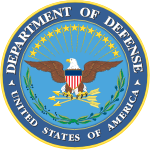 DEPARTMENT OF DEFENSE
UNITED STATES OF AMERICA